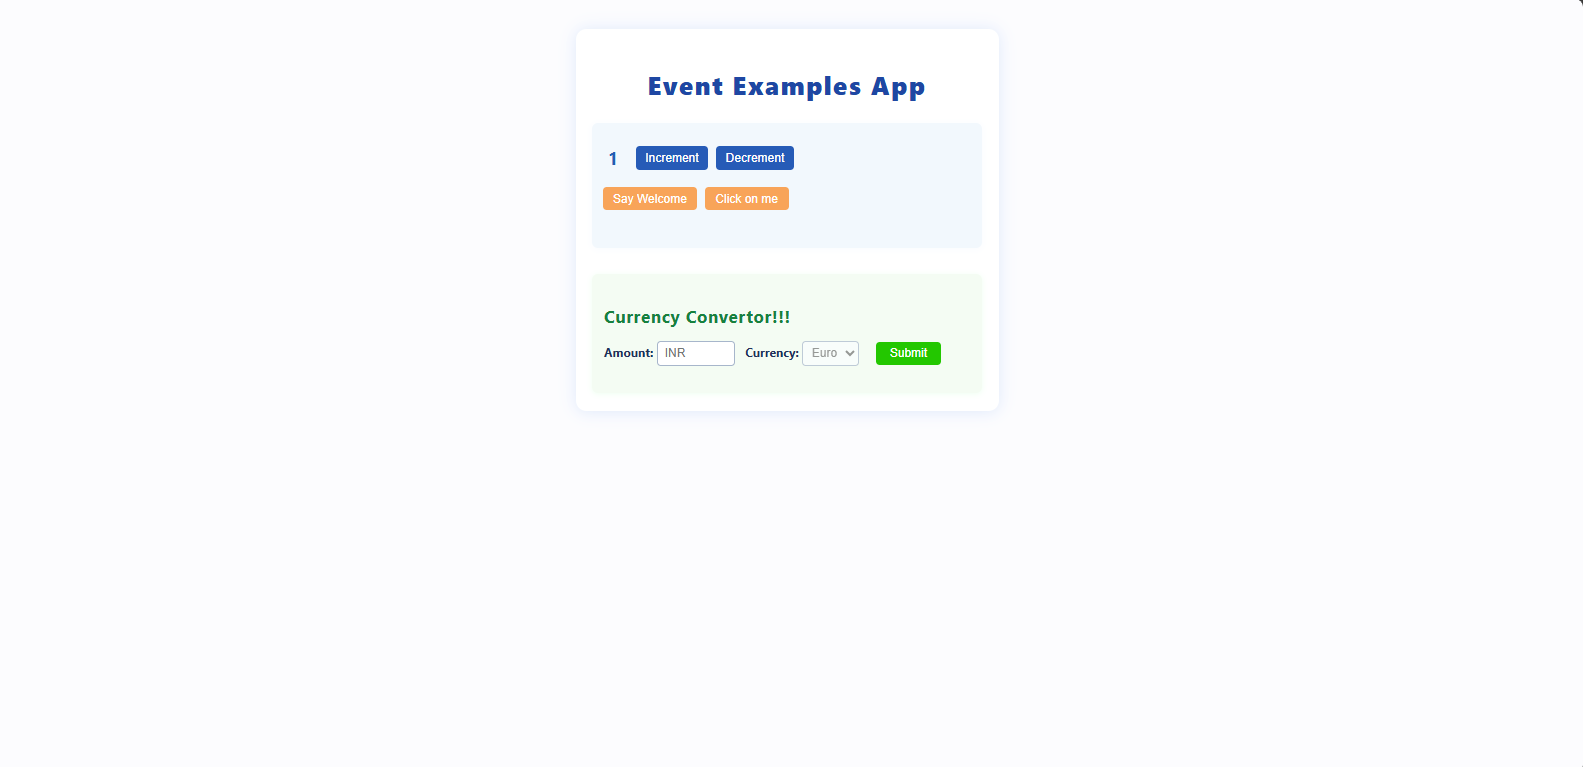 Event Examples App
1 Increment Decrement
Say Welcome Click on me
Currency Convertor!!!
Amount: INR Currency: Euro Submit